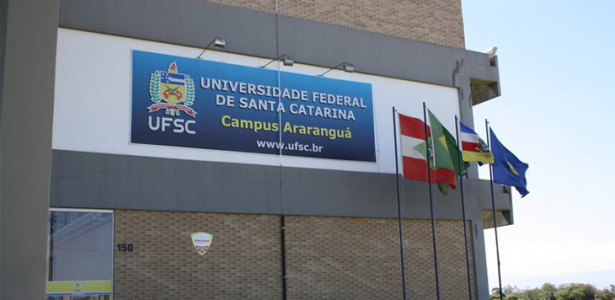 UNIVERSIDADE FEDERAL
DE SANTA CATARINA
Campus Araranguá
www.ufsc.br
UFSC
150